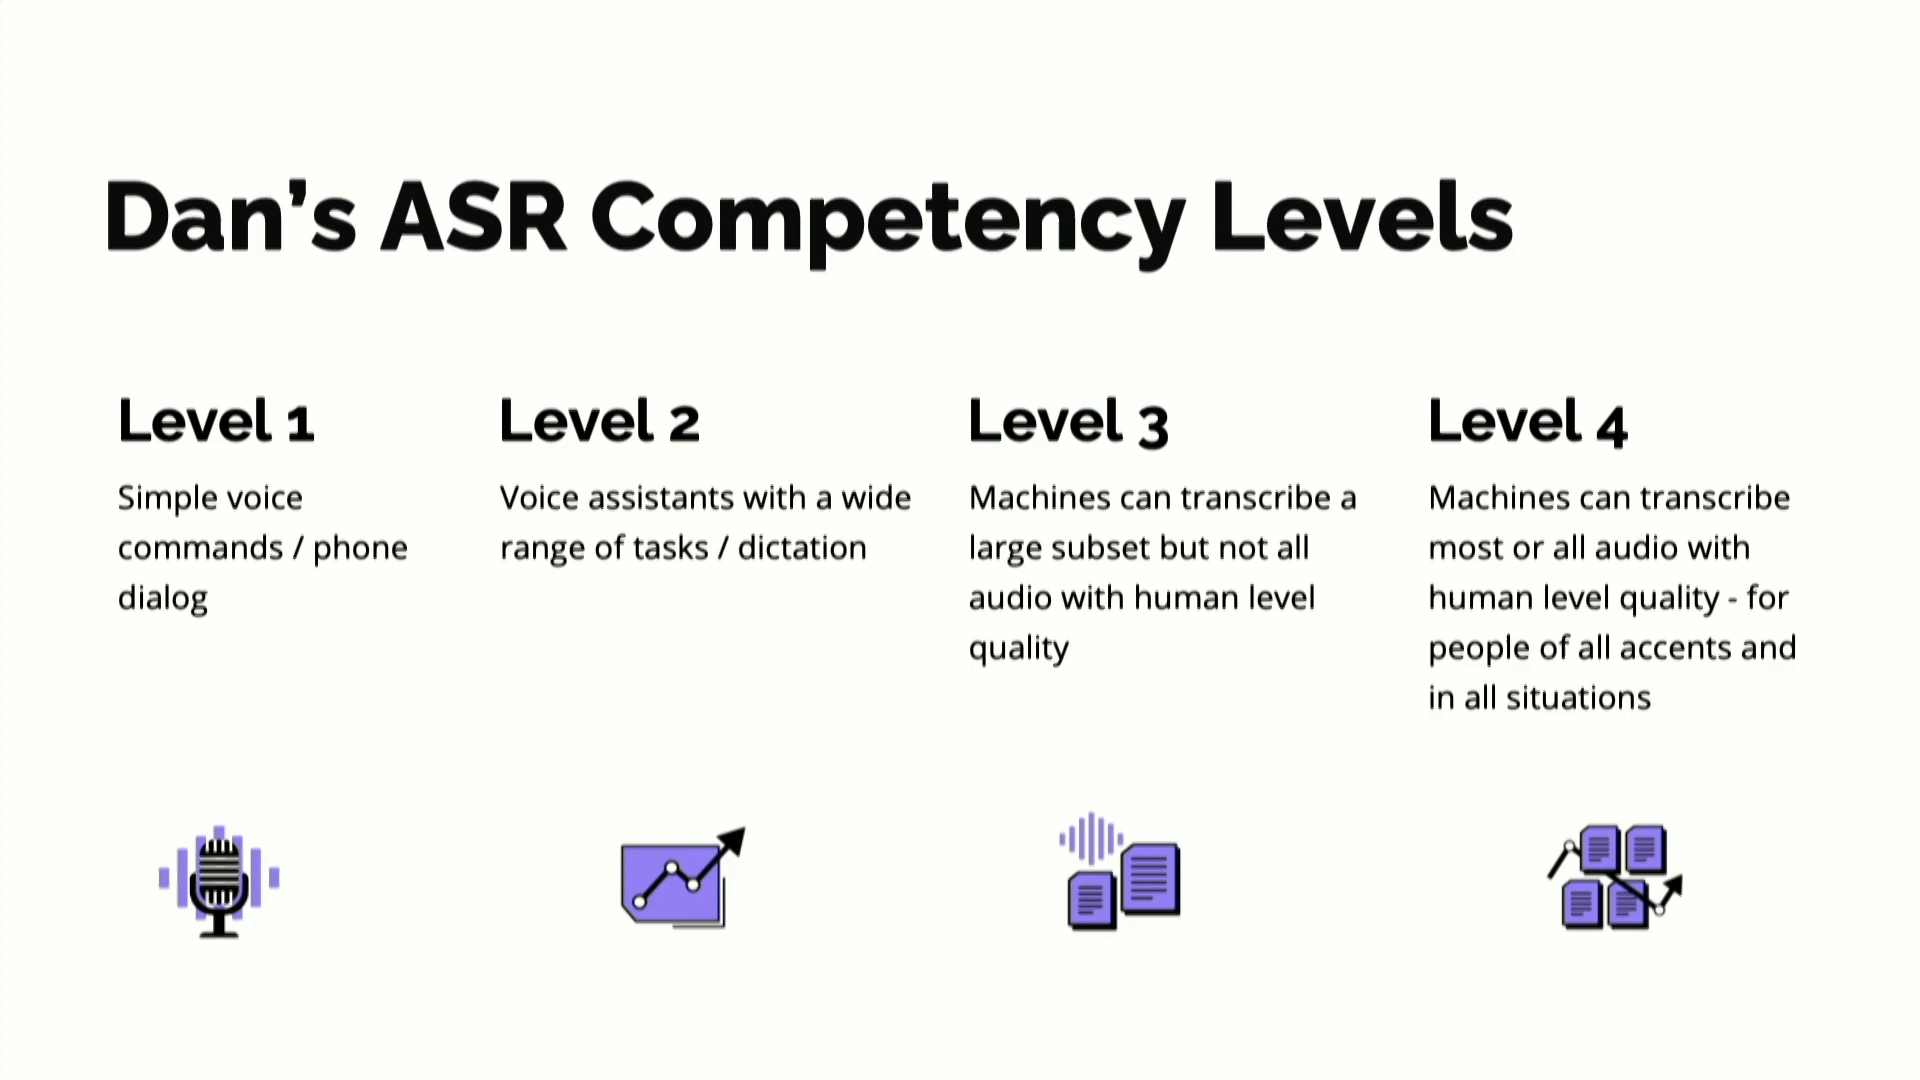 Dan’s ASR Competency Levels
Level 1
Simple voice
commands / phone
dialog
Level 2
Voice assistants with a wide
range of tasks / dictation
Level 3
Machines can transcribe a
large subset but not all
audio with human level
quality
Level 4
Machines can transcribe
most or all audio with
human level quality - for
people of all accents and
in all situations